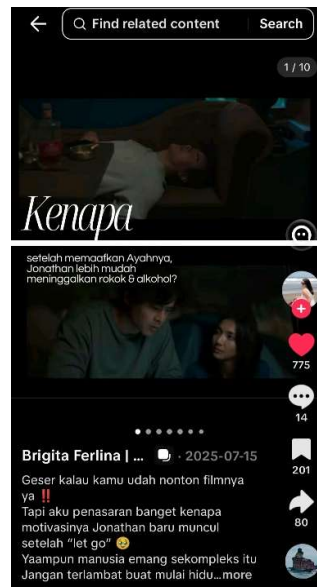 Find related content
Search
1 / 10
Kenapa
setelah memaafkan Ayahnya,
Jonathan lebih mudah
meninggalkan rokok & alkohol?
775
14
201
80
Brigita Ferlina | ... · 2025-07-15
Geser kalau kamu udah nonton filmnya
ya ‼️
Tapi aku penasaran banget kenapa
motivasinya Jonathan baru muncul
setelah “let go” 🥹
Yaampun manusia emang sekompleks itu
Jangan terlambat buat mulai hidu...more